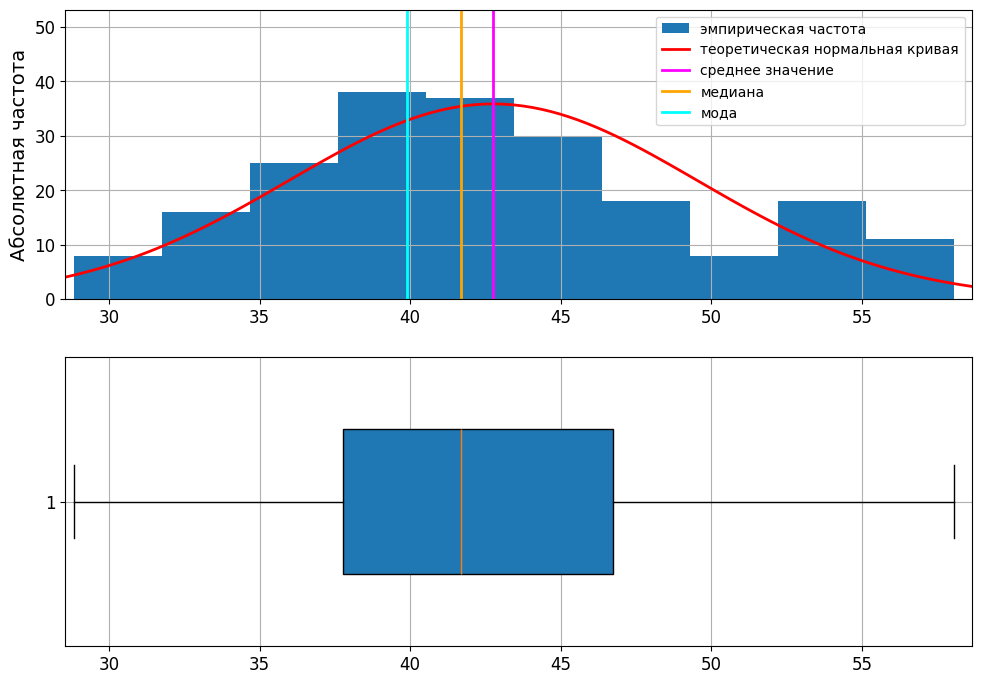 Абсолютная частота
50
40
30
20
10
0
эмпирическая частота
теоретическая нормальная кривая
среднее значение
медиана
мода
30 35 40 45 50 55
1
30 35 40 45 50 55